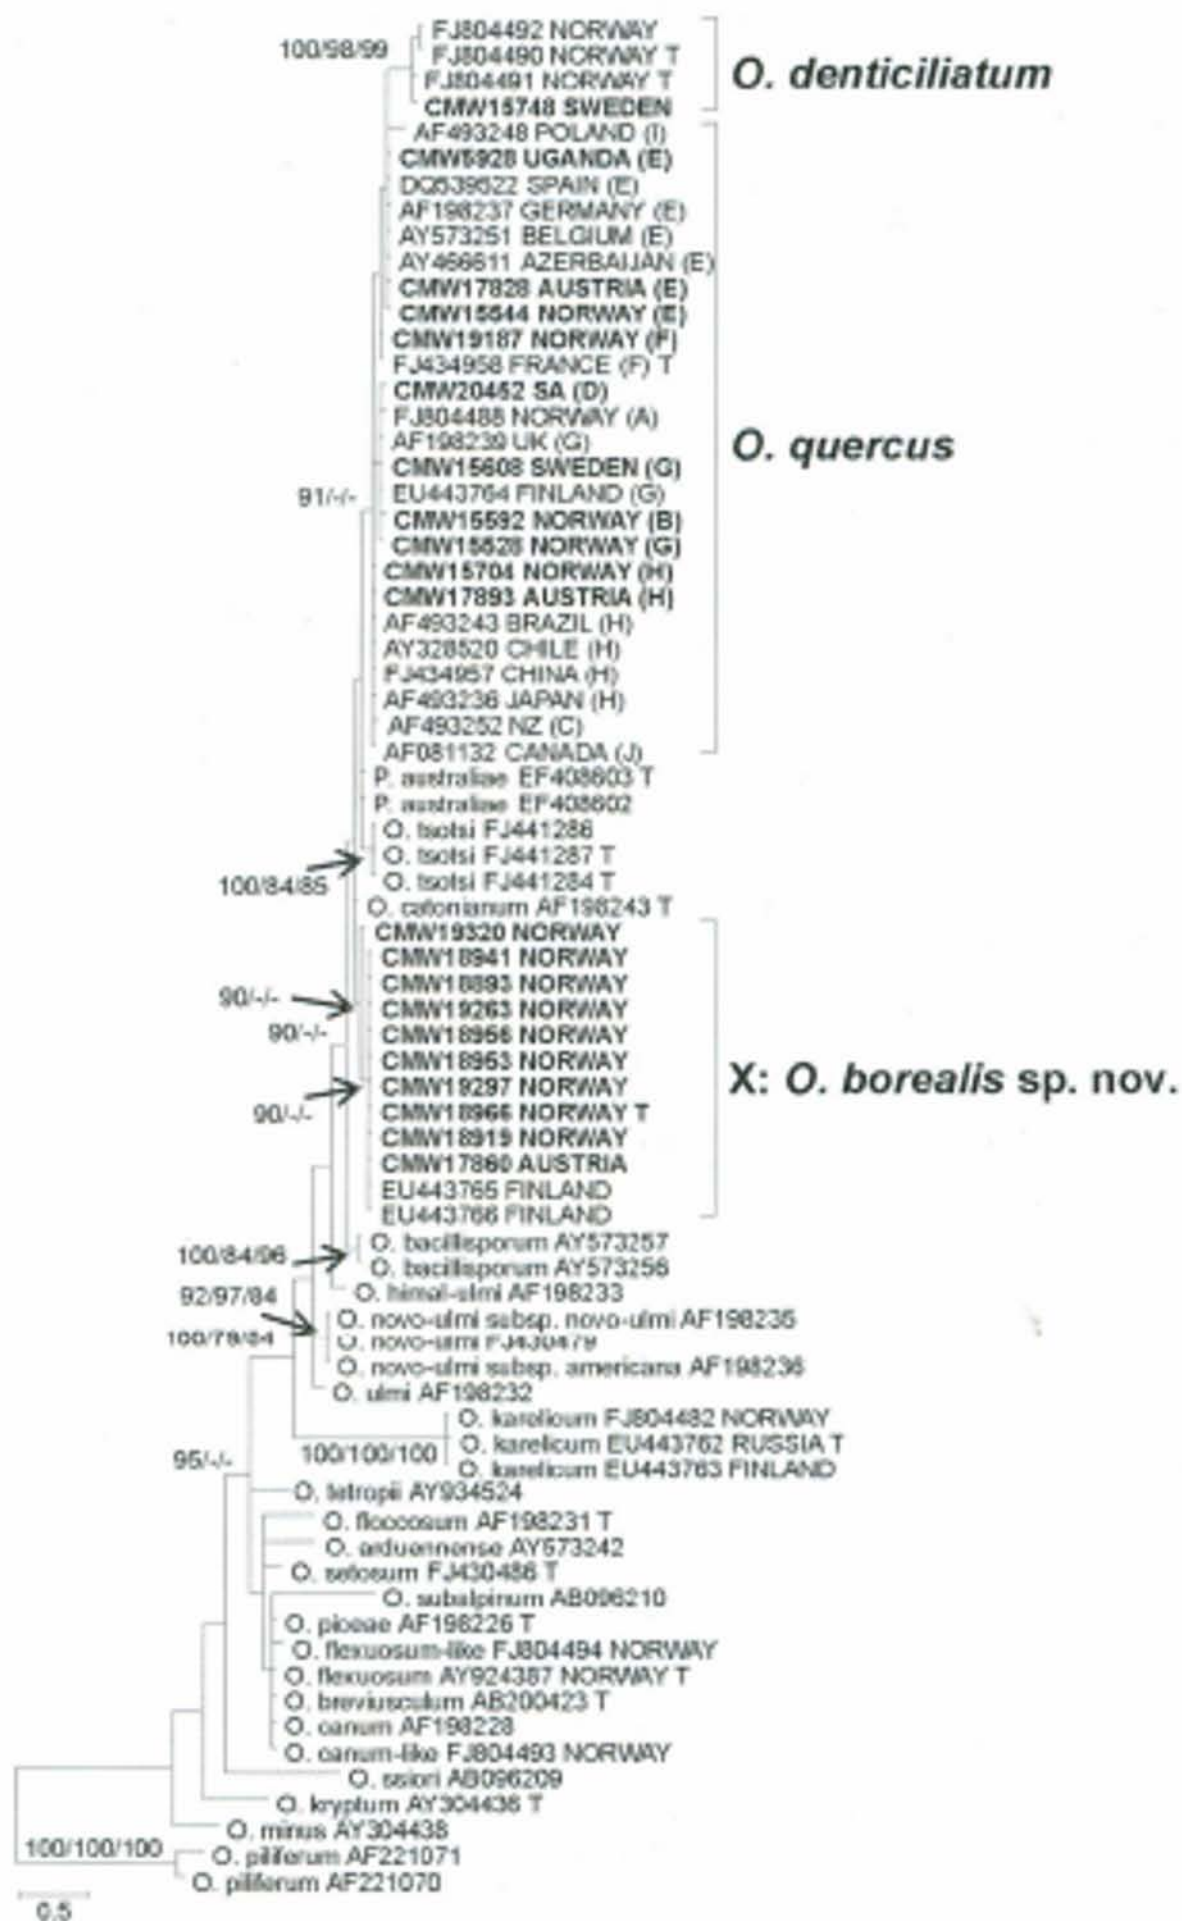 FJ804492 NORWAY
100/98/99
FJ804490 NORWAY T
FJ804491 NORWAY T
CMW15748 SWEDEN
O. denticiliatum
AF493248 POLAND (I)
CMW5928 UGANDA (E)
DQ539522 SPAIN (E)
AF198237 GERMANY (E)
AY573251 BELGIUM (E)
AY466611 AZERBAIJAN (E)
CMW17828 AUSTRIA (E)
CMW15544 NORWAY (E)
CMW19187 NORWAY (F)
FJ434958 FRANCE (F) T
CMW20452 SA (D)
FJ804488 NORWAY (A)
AF198239 UK (G)
CMW15608 SWEDEN (G)
EU443764 FINLAND (G)
CMW15592 NORWAY (B)
CMW15528 NORWAY (G)
CMW15704 NORWAY (H)
CMW17893 AUSTRIA (H)
AF493243 BRAZIL (H)
AY328520 CHILE (H)
FJ434957 CHINA (H)
AF493236 JAPAN (H)
AF493252 NZ (C)
AF081132 CANADA (J)
O. quercus
91/-/-
P. australiae EF408603 T
P. australiae EF408602
O. tsotsi FJ441286
O. tsotsi FJ441287 T
O. tsotsi FJ441284 T
100/84/85
O. catonianum AF198243 T
CMW19320 NORWAY
CMW18941 NORWAY
CMW18893 NORWAY
CMW19263 NORWAY
CMW18956 NORWAY
CMW18953 NORWAY
CMW19297 NORWAY
CMW18966 NORWAY T
CMW18919 NORWAY
CMW17860 AUSTRIA
EU443765 FINLAND
EU443766 FINLAND
X: O. borealis sp. nov.
90/-/-
90/-/-
90/-/-
O. bacillisporum AY573257
O. bacillisporum AY573256
100/84/96
O. himal-ulmi AF198233
92/97/84
O. novo-ulmi subsp. novo-ulmi AF198235
O. novo-ulmi FJ430479
100/79/84
O. novo-ulmi subsp. americana AF198236
O. ulmi AF198232
O. karelicum FJ804482 NORWAY
O. karelicum EU443762 RUSSIA T
100/100/100
O. karelicum EU443763 FINLAND
95/-/-
O. tetropii AY934524
O. floccosum AF198231 T
O. arduennense AY573242
O. setosum FJ430486 T
O. subalpinum AB096210
O. piceae AF198226 T
O. flexuosum-like FJ804494 NORWAY
O. flexuosum AY924387 NORWAY T
O. breviusculum AB200423 T
O. canum AF198228
O. canum-like FJ804493 NORWAY
O. ssiori AB096209
O. kryptum AY304436 T
O. minus AY304438
100/100/100
O. piliferum AF221071
O. piliferum AF221070
0.5